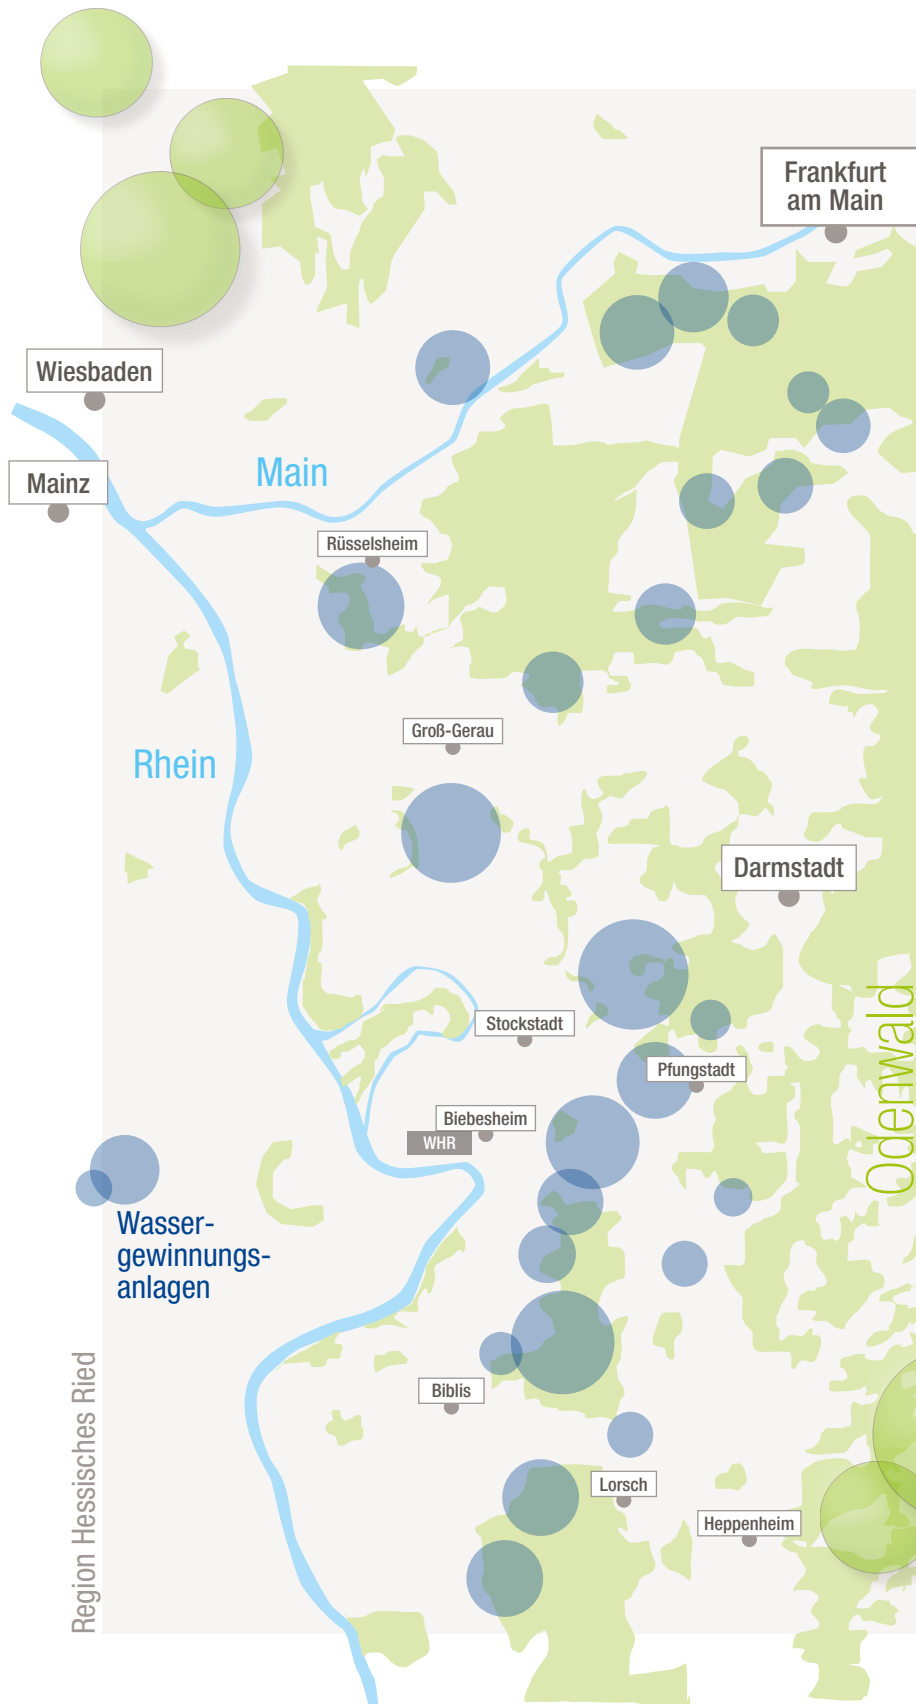 Frankfurt
am Main
Wiesbaden
Main
Mainz
Rüsselsheim
Groß-Gerau
Rhein
Darmstadt
Odenwald
Stockstadt
Pfungstadt
Biebesheim
WHR
Wasser-
gewinnungs-
anlagen
Region Hessisches Ried
Biblis
Lorsch
Heppenheim